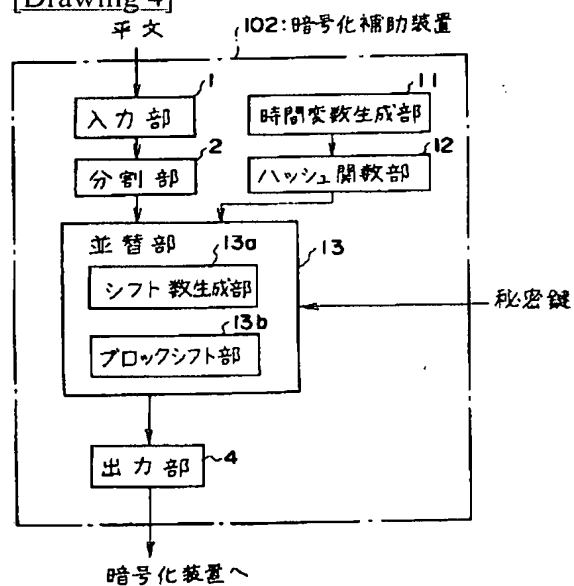 [Drawing 4]
平文
102:暗号化補助装置
1
入力部
11
時間変数生成部
2
分割部
12
ハッシュ関数部
並替部
13
13a
シフト数生成部
13b
ブロックシフト部
秘密鍵
出力部
4
暗号化装置へ